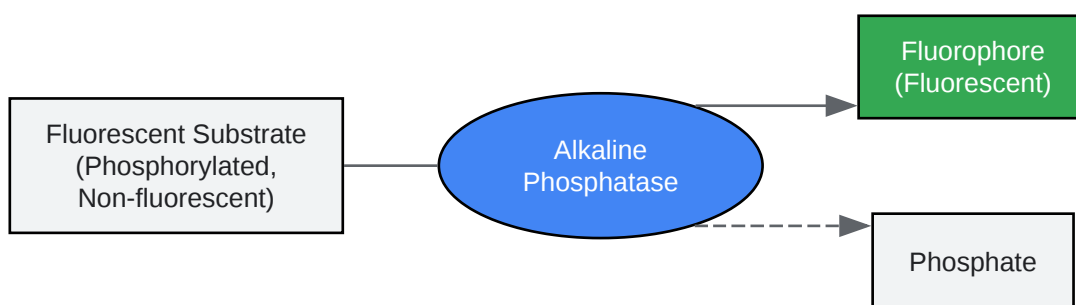 Fluorescent Substrate
(Phosphorylated,
Non-fluorescent)
Alkaline
Phosphatase
Fluorophore
(Fluorescent)
Phosphate